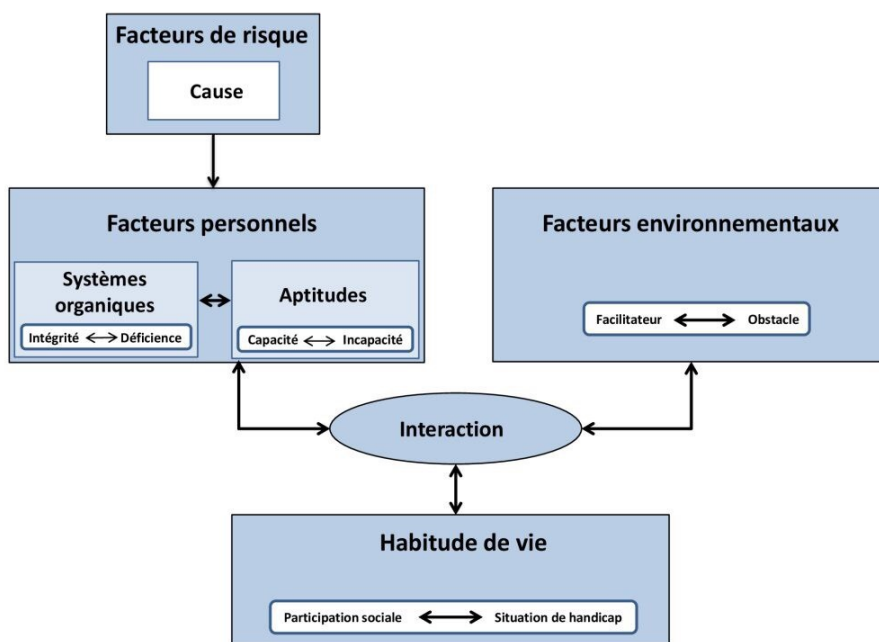 Facteurs de risque
Cause
Facteurs personnels
Systèmes
organiques
Intégrité Déficience
Aptitudes
Capacité Incapacité
Facteurs environnementaux
Facilitateur Obstacle
Interaction
Habitude de vie
Participation sociale Situation de handicap